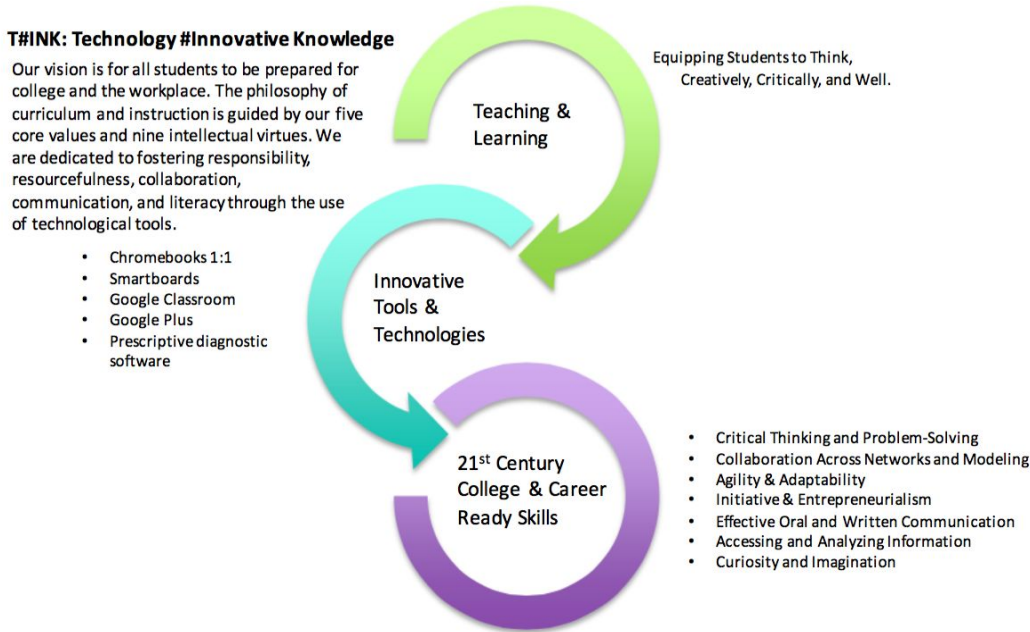 T#INK: Technology #Innovative Knowledge
Our vision is for all students to be prepared for
college and the workplace. The philosophy of
curriculum and instruction is guided by our five
core values and nine intellectual virtues. We
are dedicated to fostering responsibility,
resourcefulness, collaboration,
communication, and literacy through the use
of technological tools.
• Chromebooks 1:1
• Smartboards
• Google Classroom
• Google Plus
• Prescriptive diagnostic
software
Teaching &
Learning
Equipping Students to Think,
Creatively, Critically, and Well.
Innovative
Tools &
Technologies
21st Century
College & Career
Ready Skills
• Critical Thinking and Problem-Solving
• Collaboration Across Networks and Modeling
• Agility & Adaptability
• Initiative & Entrepreneurialism
• Effective Oral and Written Communication
• Accessing and Analyzing Information
• Curiosity and Imagination